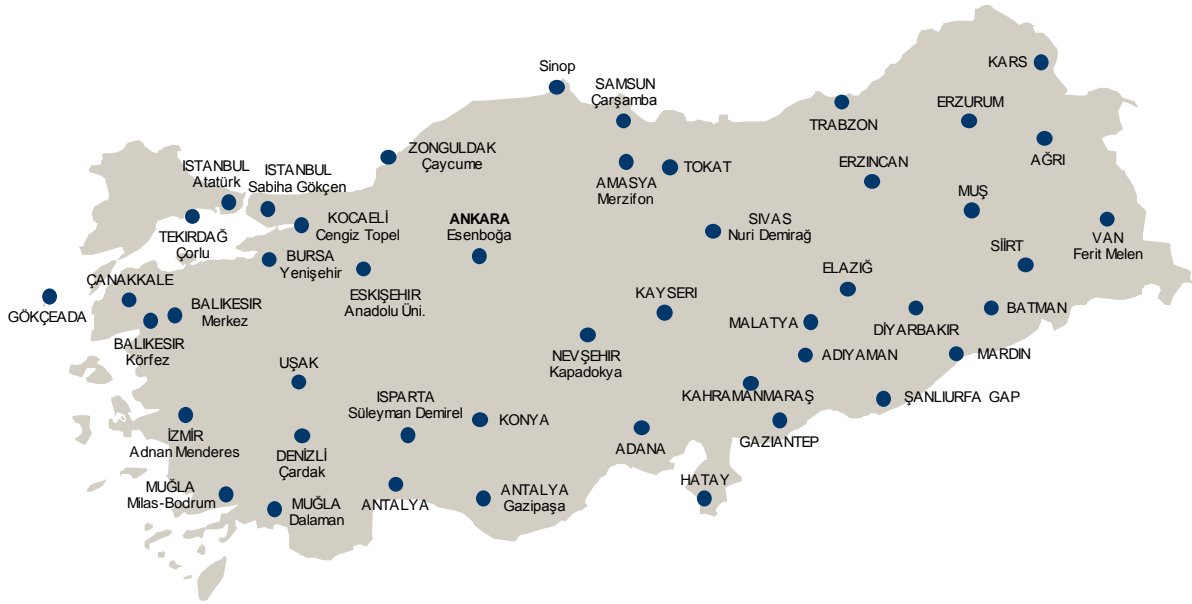 KARS
Sinop
SAMSUN
Çarşamba
ERZURUM
TRABZON
ZONGULDAK
Çaycume
AĞRI
ISTANBUL
Atatürk
ISTANBUL
Sabiha Gökçen
AMASYA
Merzifon
TOKAT
ERZINCAN
MUŞ
KOCAELİ
Cengiz Topel
ANKARA
Esenboğa
SIVAS
Nuri Demirağ
TEKIRDAĞ
Çorlu
VAN
Ferit Melen
SİİRT
BURSA
Yenişehir
ELAZIĞ
ÇANAKKALE
ESKIŞEHIR
Anadolu Üni.
KAYSERI
GÖKÇEADA
BALIKESIR
Merkez
BATMAN
MALATYA
DİYARBAKIR
BALIKESIR
Körfez
NEVŞEHIR
Kapadokya
ADIYAMAN
MARDIN
UŞAK
ISPARTA
Süleyman Demirel
KAHRAMANMARAŞ
ŞANLIURFA GAP
KONYA
İZMİR
Adnan Menderes
DENIZLİ
Çardak
ADANA
GAZIANTEP
HATAY
MUĞLA
Milas-Bodrum
MUĞLA
Dalaman
ANTALYA
ANTALYA
Gazipaşa